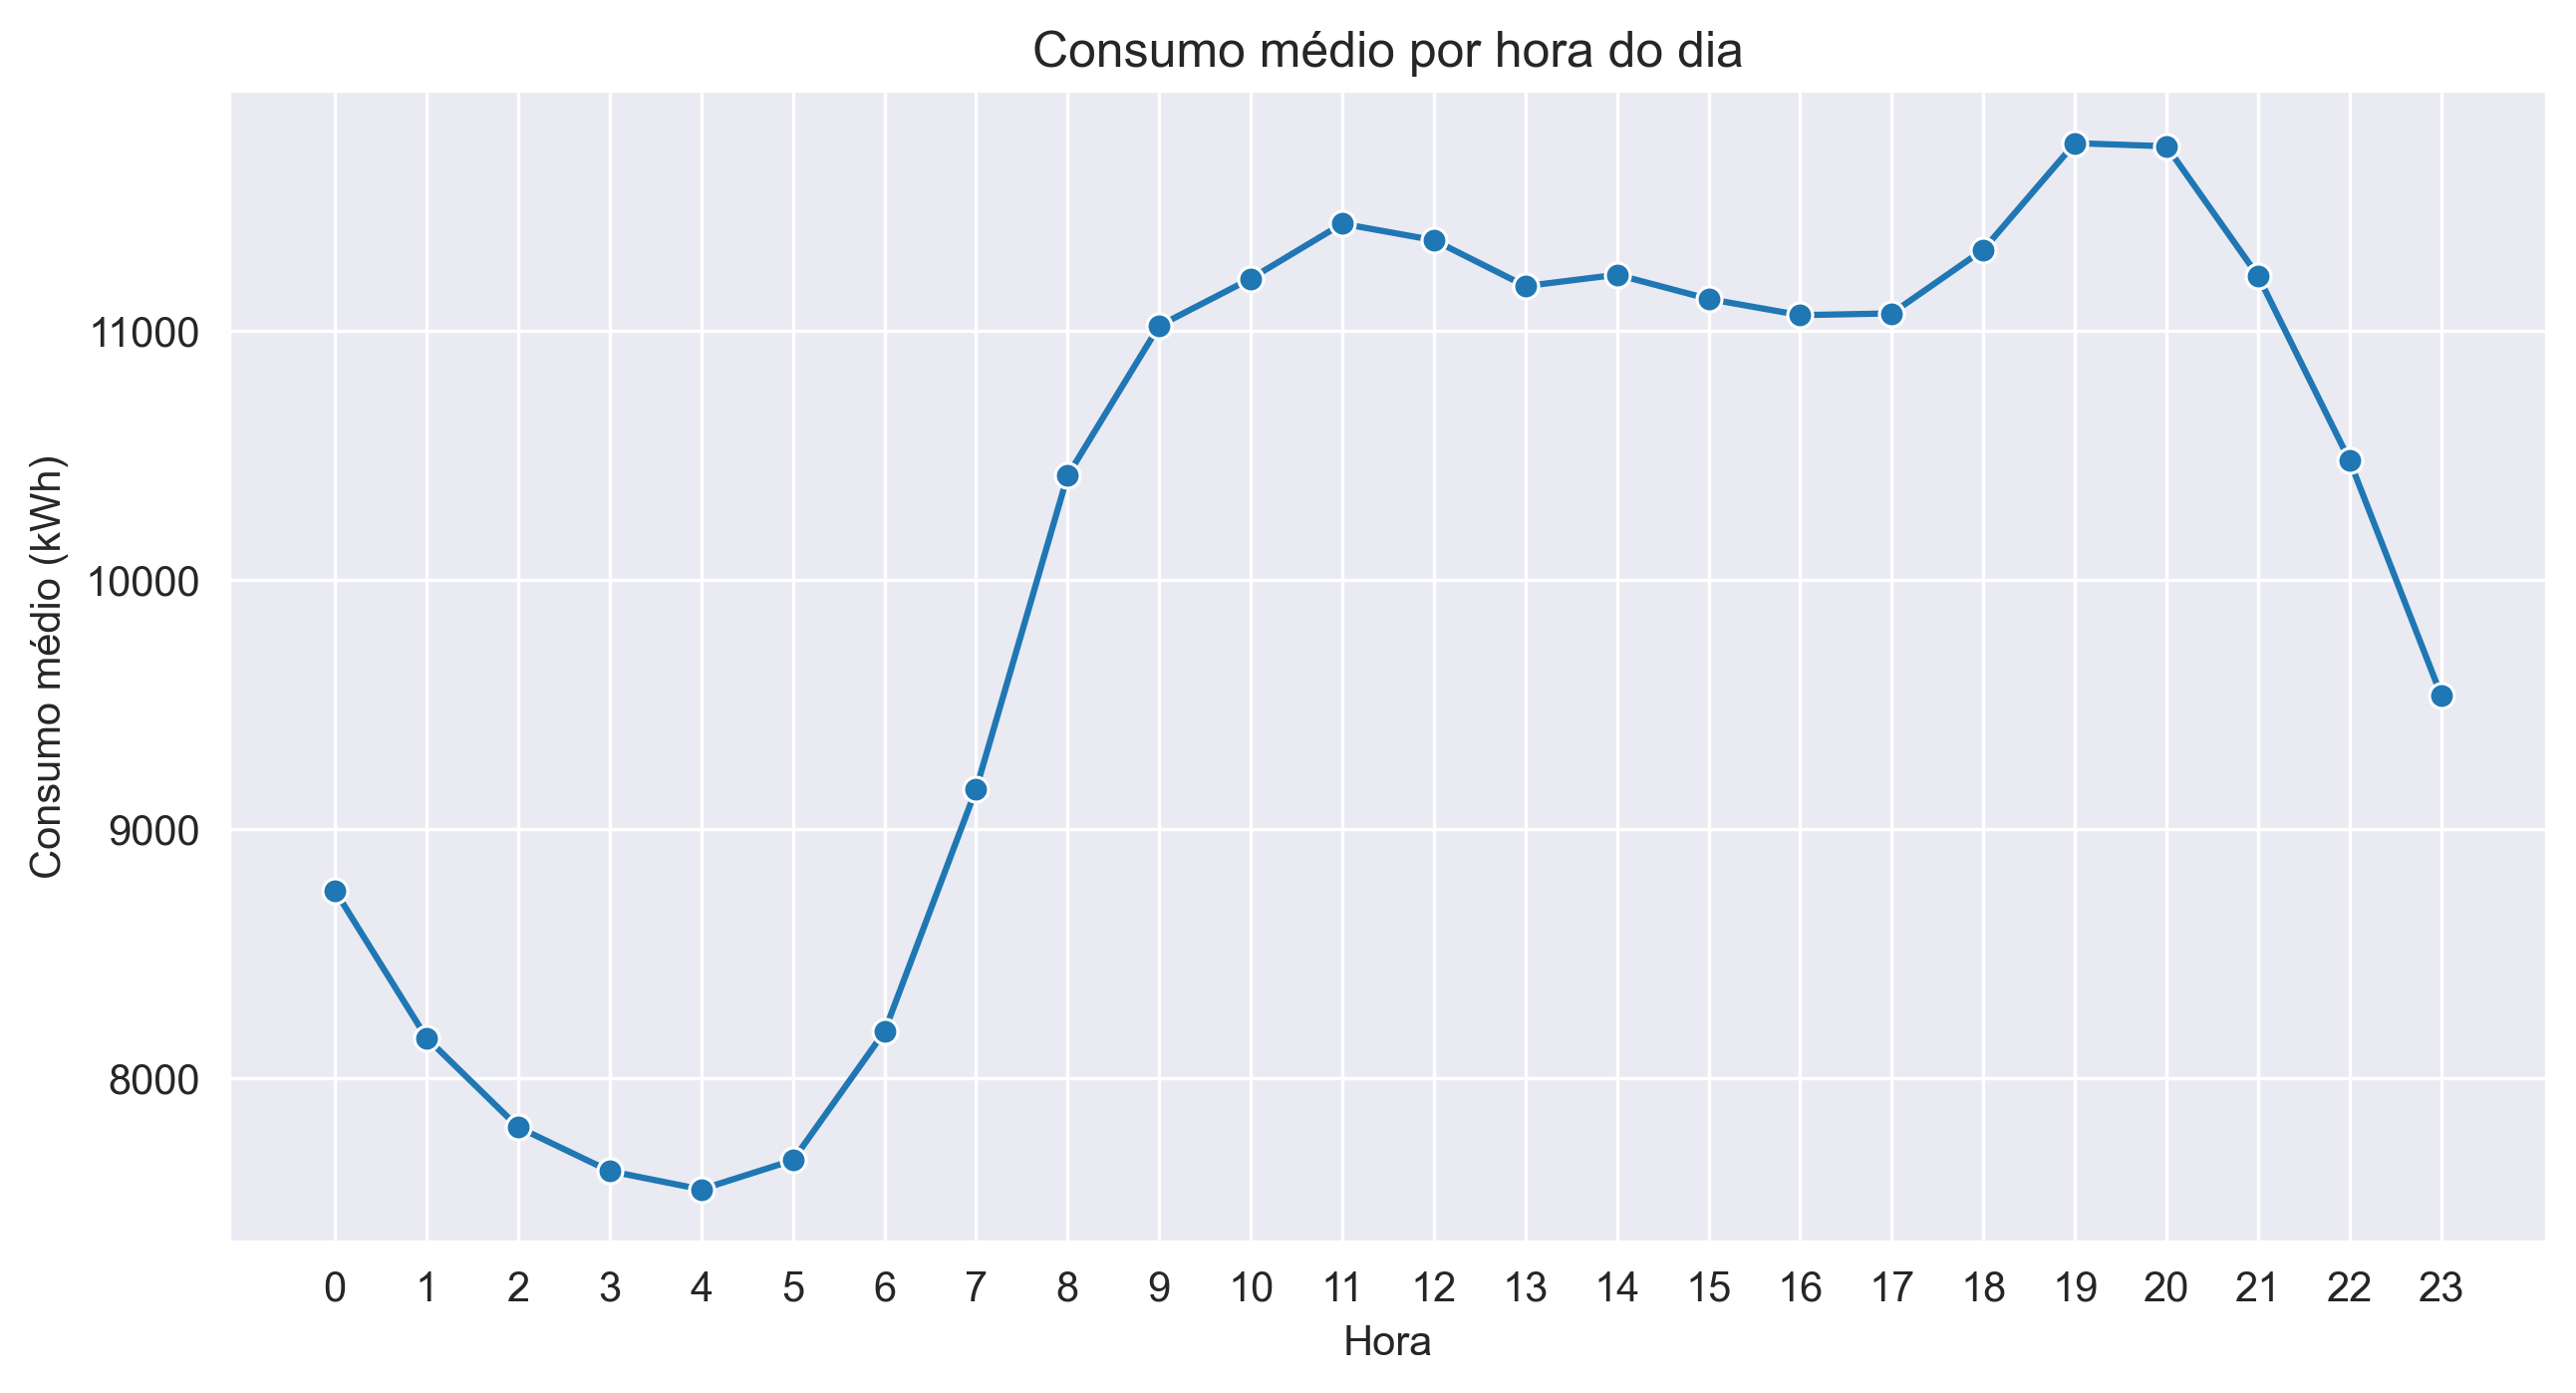 Consumo médio por hora do dia
Consumo médio (kWh)
11000
10000
9000
8000
0 1 2 3 4 5 6 7 8 9 10 11 12 13 14 15 16 17 18 19 20 21 22 23
Hora